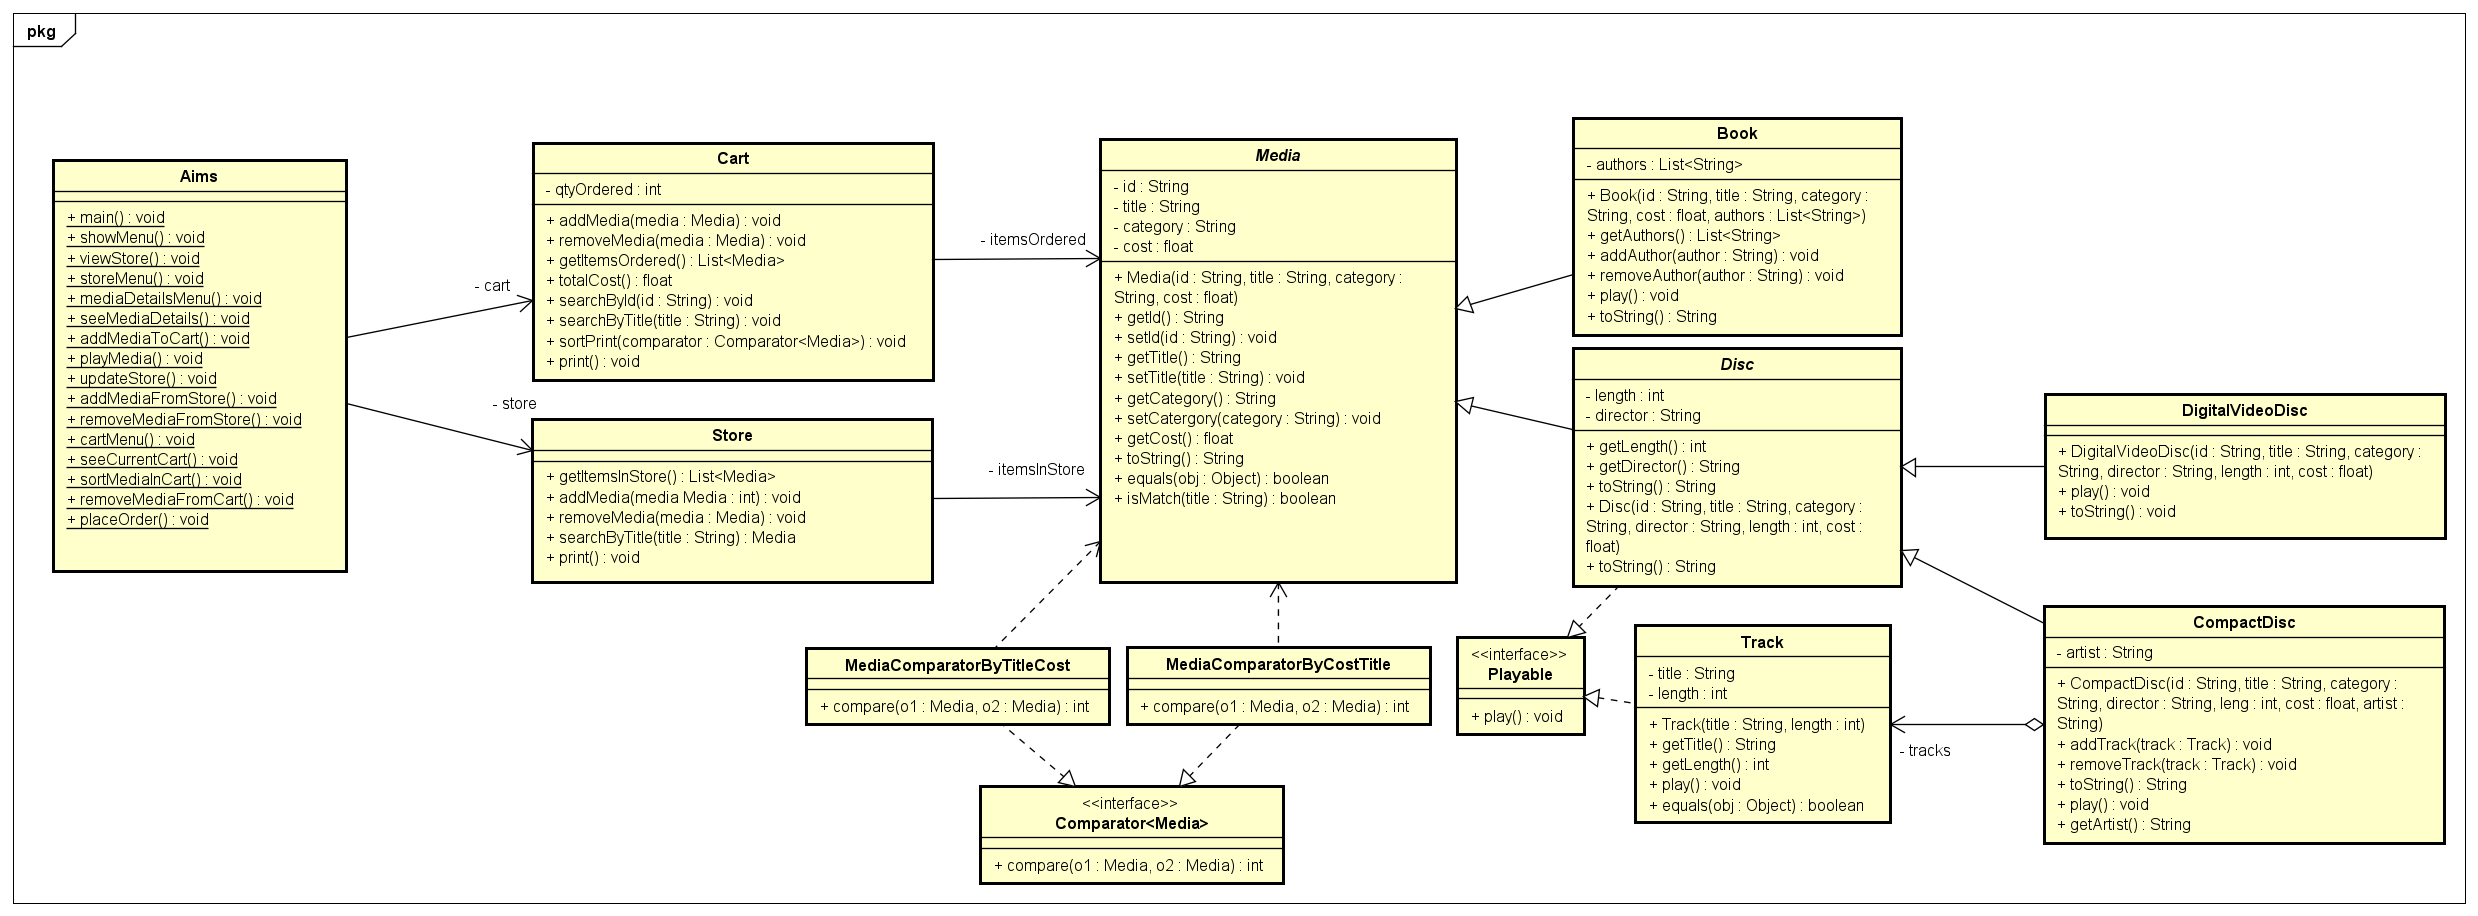 pkg
Aims
+ main() : void
+ showMenu() : void
+ viewStore() : void
+ storeMenu() : void
+ mediaDetailsMenu() : void
+ seeMediaDetails() : void
+ addMediaToCart() : void
+ playMedia() : void
+ updateStore() : void
+ addMediaFromStore() : void
+ removeMediaFromStore() : void
+ cartMenu() : void
+ seeCurrentCart() : void
+ sortMediaInCart() : void
+ removeMediaFromCart() : void
+ placeOrder() : void
- cart
- store
Cart
- qtyOrdered : int
+ addMedia(media : Media) : void
+ removeMedia(media : Media) : void
+ getItemsOrdered() : List<Media>
+ totalCost() : float
+ searchById(id : String) : void
+ searchByTitle(title : String) : void
+ sortPrint(comparator : Comparator<Media>) : void
+ print() : void
Store
+ getItemsInStore() : List<Media>
+ addMedia(media Media : int) : void
+ removeMedia(media : Media) : void
+ searchByTitle(title : String) : Media
+ print() : void
- itemsOrdered
- itemsInStore
Media
- id : String
- title : String
- category : String
- cost : float
+ Media(id : String, title : String, category :
String, cost : float)
+ getId() : String
+ setId(id : String) : void
+ getTitle() : String
+ setTitle(title : String) : void
+ getCategory() : String
+ setCatergory(category : String) : void
+ getCost() : float
+ toString() : String
+ equals(obj : Object) : boolean
+ isMatch(title : String) : boolean
MediaComparatorByTitleCost
+ compare(o1 : Media, o2 : Media) : int
MediaComparatorByCostTitle
+ compare(o1 : Media, o2 : Media) : int
<<interface>>
Comparator<Media>
+ compare(o1 : Media, o2 : Media) : int
Book
- authors : List<String>
+ Book(id : String, title : String, category :
String, cost : float, authors : List<String>)
+ getAuthors() : List<String>
+ addAuthor(author : String) : void
+ removeAuthor(author : String) : void
+ play() : void
+ toString() : String
Disc
- length : int
- director : String
+ getLength() : int
+ getDirector() : String
+ toString() : String
+ Disc(id : String, title : String, category :
String, director : String, length : int, cost :
float)
+ toString() : String
<<interface>>
Playable
+ play() : void
Track
- title : String
- length : int
+ Track(title : String, length : int)
+ getTitle() : String
+ getLength() : int
+ play() : void
+ equals(obj : Object) : boolean
- tracks
DigitalVideoDisc
+ DigitalVideoDisc(id : String, title : String, category :
String, director : String, length : int, cost : float)
+ play() : void
+ toString() : void
CompactDisc
- artist : String
+ CompactDisc(id : String, title : String, category :
String, director : String, leng : int, cost : float, artist :
String)
+ addTrack(track : Track) : void
+ removeTrack(track : Track) : void
+ toString() : String
+ play() : void
+ getArtist() : String